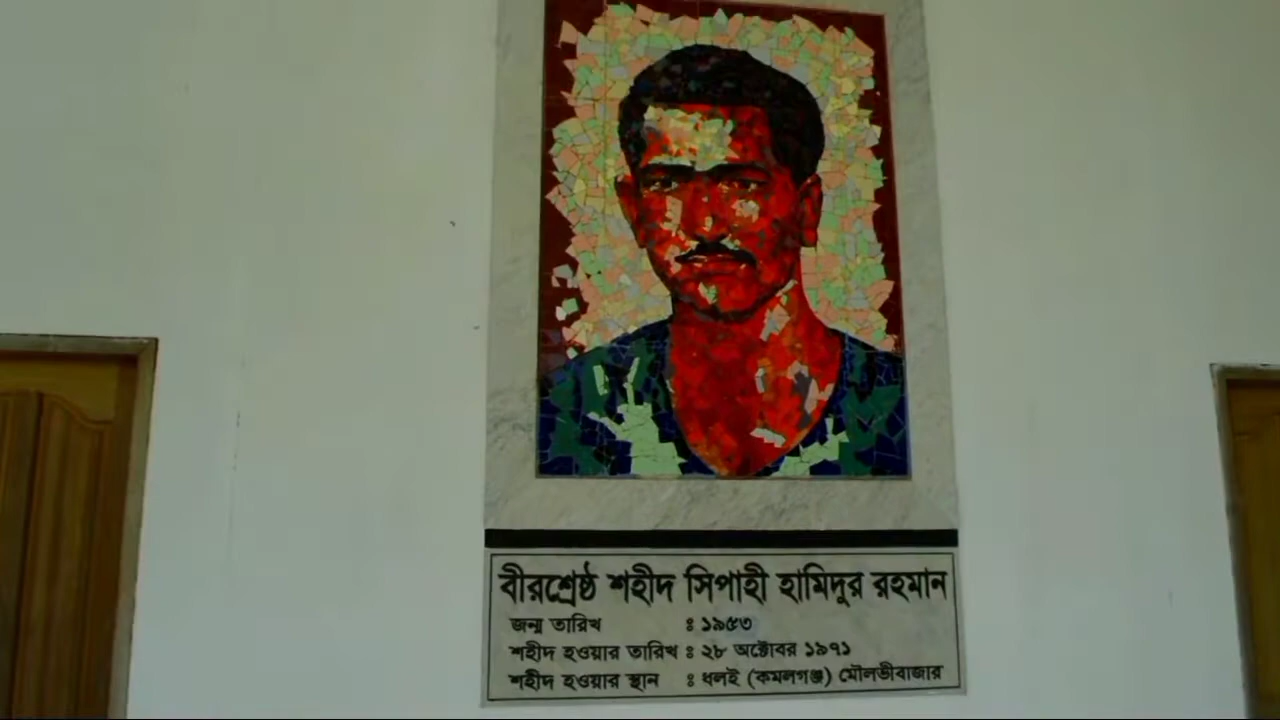 বীরশ্রেষ্ঠ শহীদ সিপাহী হামিদুর রহমান
জন্ম তারিখ : ১৯৫৩
শহীদ হওয়ার তারিখ : ২৮ অক্টোবর ১৯৭১
শহীদ হওয়ার স্থান : ধলই (কমলগঞ্জ) মৌলভীবাজার